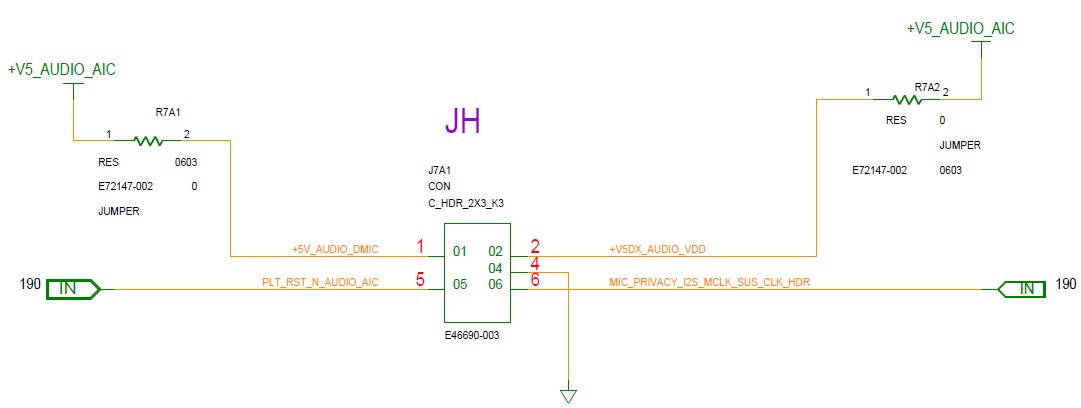 +V5_AUDIO_AIC
+V5_AUDIO_AIC
R7A1
1 2
RES 0603
E72147-002 0
JUMPER
JH
R7A2
1 2
RES 0
JUMPER
E72147-002 0603
J7A1
CON
C_HDR_2X3_K3
+5V_AUDIO_DMIC 1 01 02 2 +V5DX_AUDIO_VDD
04 4
190 IN PLT_RST_N_AUDIO_AIC 5 05 06 6 MIC_PRIVACY_I2S_MCLK_SUS_CLK_HDR IN 190
E46690-003